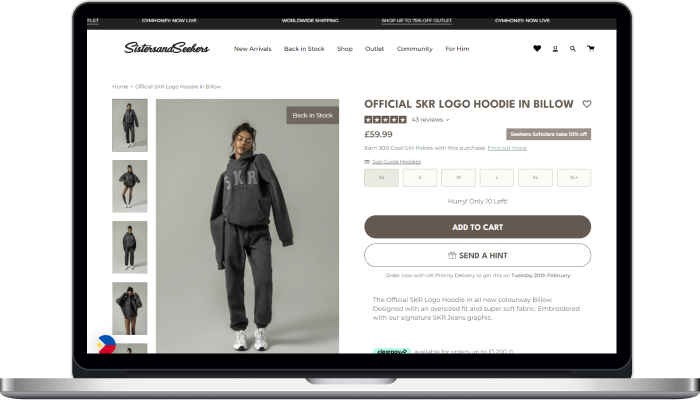 TLET
GYMHONEY: NOW LIVE
WORLDWIDE SHIPPING
SHOP UP TO 75% OFF OUTLET
GYMHONEY: NOW LIVE
SistersandSeekers
New Arrivals
Back in Stock
Shop
Outlet
Community
For Him
Home > Official SKR Logo Hoodie in Billow
Back In Stock
SKR
OFFICIAL SKR LOGO HOODIE IN BILLOW
43 reviews
£59.99
Seekers Scholars take 10% off
Earn 300 Cool Girl Points with this purchase. Find out more
Size Guide Hoodies
XS
S
M
L
XL
XL+
Hurry! Only 10 Left!
ADD TO CART
SEND A HINT
Order now with UK Priority Delivery to get this on Tuesday 20th February
The Official SKR Logo Hoodie in all new colourway Billow.
Designed with an oversized fit and super soft fabric. Embroidered
with our signature SKR Jeans graphic.
clearpay available for orders up to £1,200